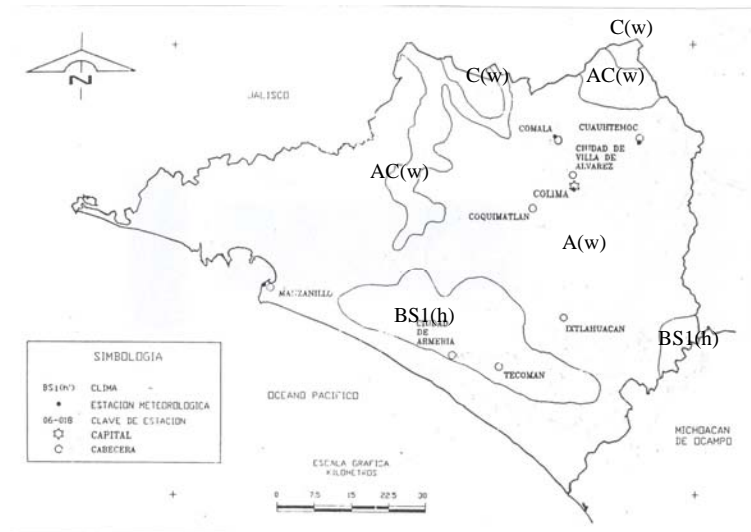 C(w)
C(w)
AC(w)
N
JALISCO
COMALA
CUAUHTEMOC
CIUDAD DE
VILLA DE
ALVAREZ
AC(w)
COLIMA
COQUIMATLAN
A(w)
MANZANILLO
BS1(h)
CIUDAD
DE
ARMERIA
IXTLAHUACAN
BS1(h)
TECOMAN
SIMBOLOGIA
BS1(h') CLIMA
ESTACION METEOROLOGICA
06-018 CLAVE DE ESTACION
CAPITAL
CABECERA
OCEANO PACIFICO
MICHOACAN
DE OCAMPO
ESCALA GRAFICA
KILOMETROS
0 7.5 15 22.5 30